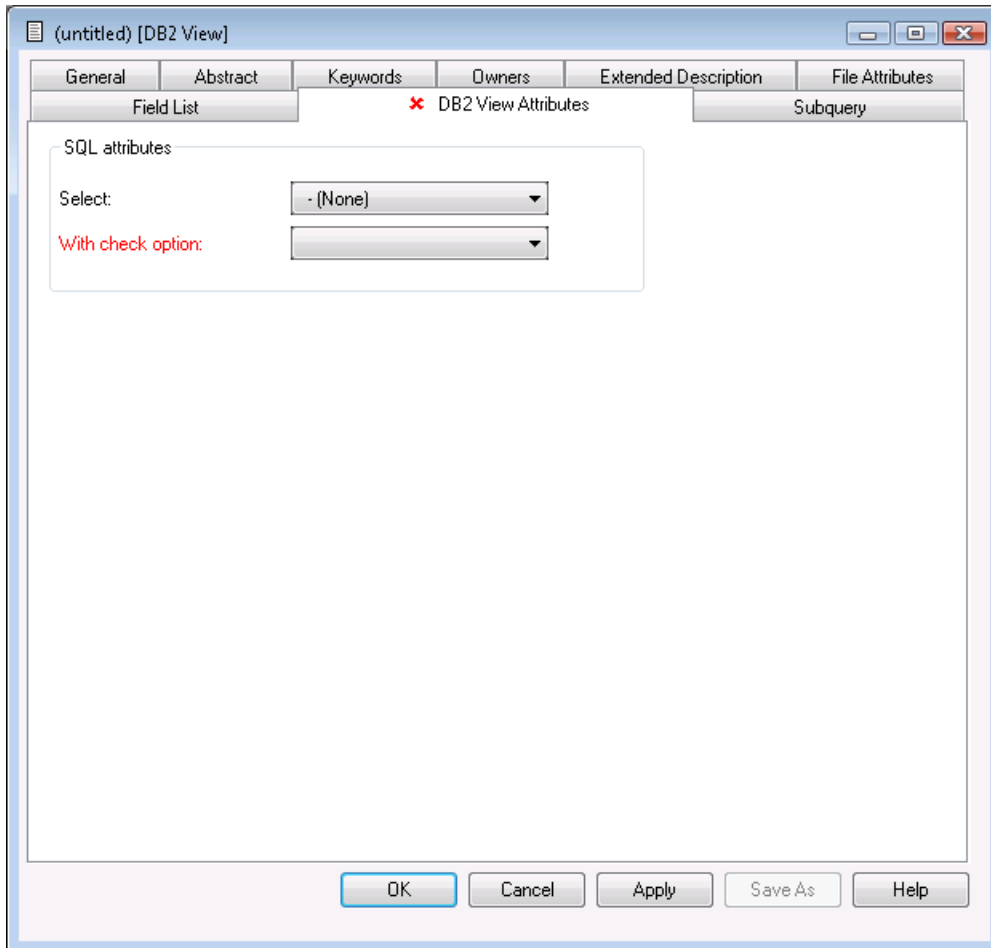 (untitled) [DB2 View]
General Abstract Keywords Owners Extended Description File Attributes
Field List DB2 View Attributes Subquery
SQL attributes
Select: - (None)
With check option:
OK Cancel Apply Save As Help